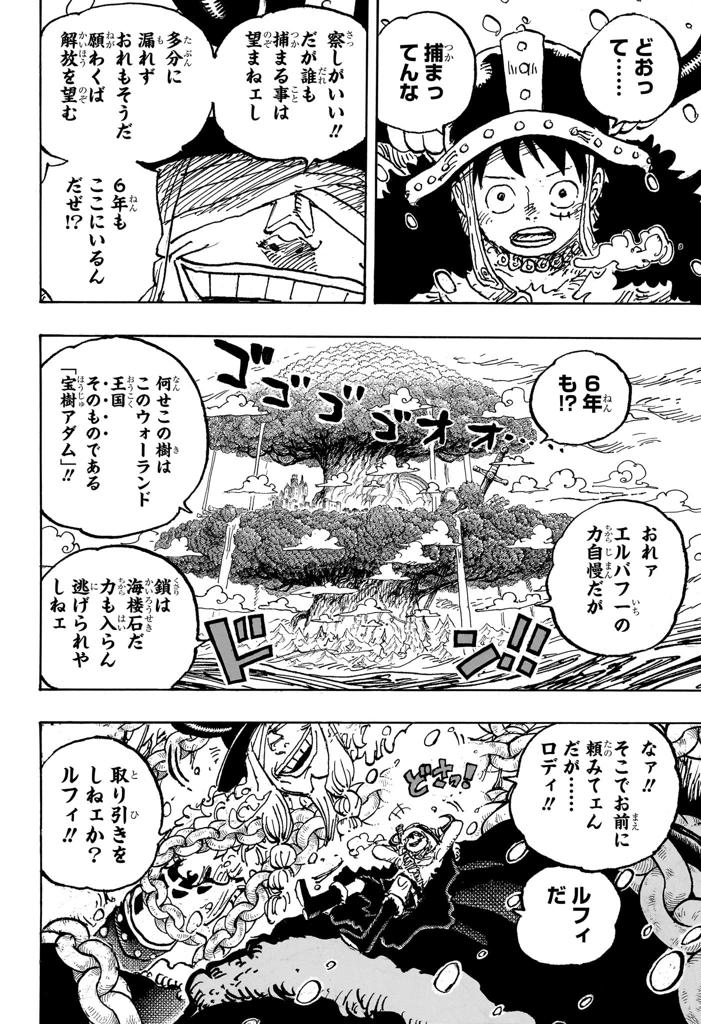 どおっ
て……
捕まっ
てんな
察しがいい!!
だが誰も
捕まる事は
望まねェし
多分に
漏れず
おれもそうだ
願わくば
解放を望む
6年も
ここにいるん
だぜ!?
6年
も!?
ゴゴゴゴオォォ…
おれァ
エルバフ一の
力自慢だが
何せこの樹は
このウォーランド
王国
そのものである
「宝樹アダム」!!
鎖は
海楼石だ
力も入らん
逃げられや
しねェ
ドン!!
なァ!!
そこでお前に
頼みてェん
だが……
ロディ!!
ルフィ
だ
どさっ!
取り引きを
しねェか?
ルフィ!!